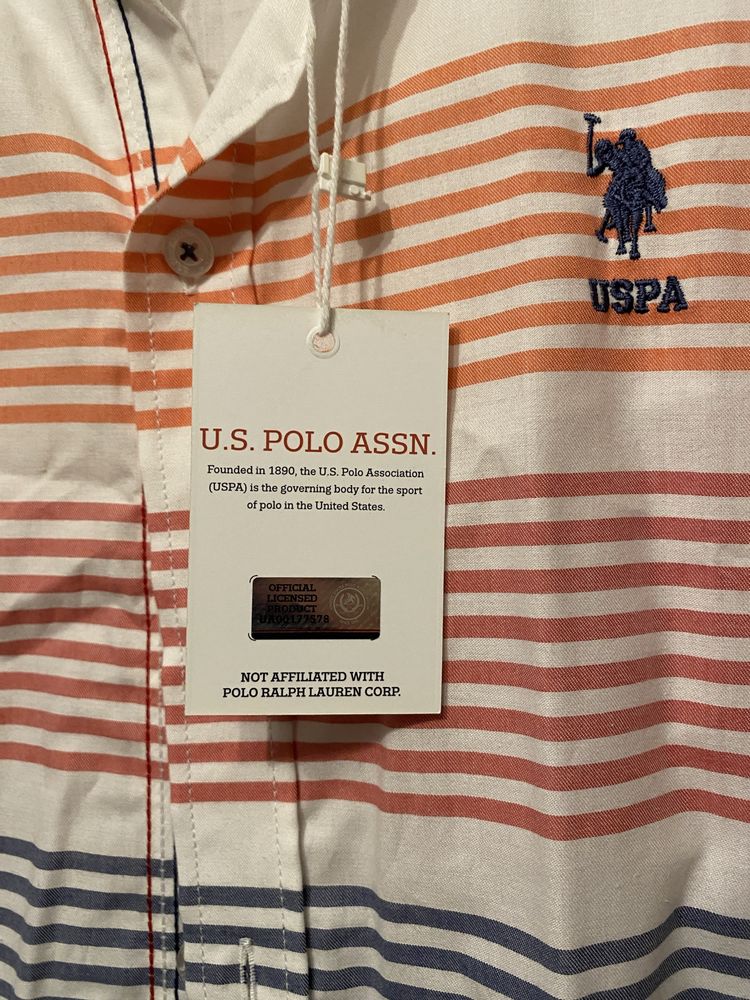 USPA
U.S. POLO ASSN.
Founded in 1890, the U.S. Polo Association
(USPA) is the governing body for the sport
of polo in the United States.
OFFICIAL
LICENSED
PRODUCT
UA00177578
NOT AFFILIATED WITH
POLO RALPH LAUREN CORP.